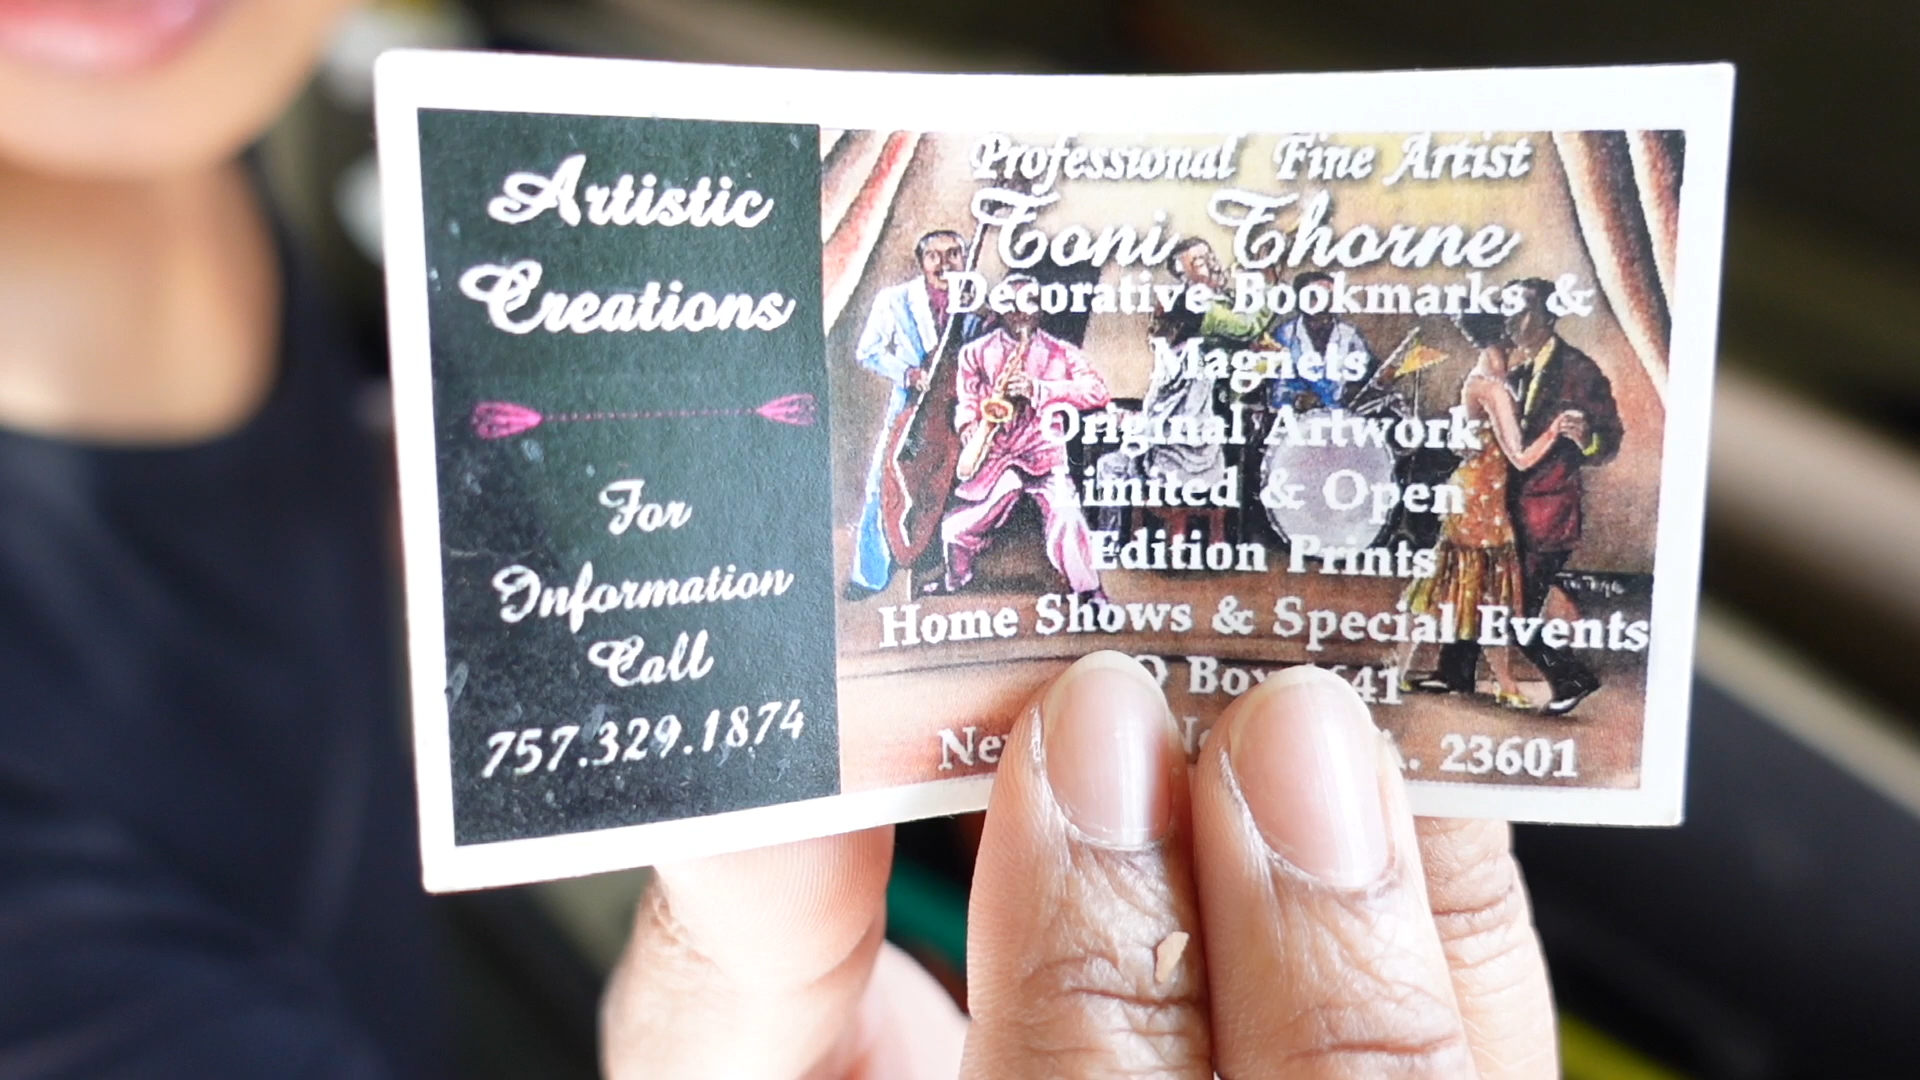 Artistic
Creations
For
Information
Call
757.329.1874
Professional Fine Artist
Toni Thorne
Decorative Bookmarks &
Magnets
Original Artwork
Limited & Open
Edition Prints
Home Shows & Special Events
Box
23601